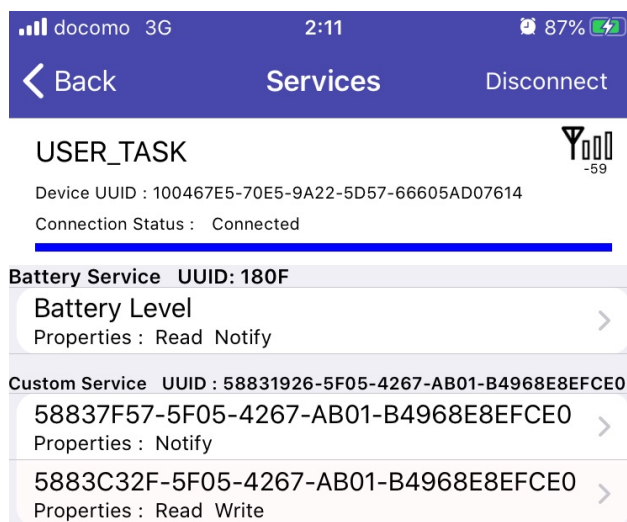 docomo 3G 2:11 87%
Back Services Disconnect
USER_TASK
-59
Device UUID : 100467E5-70E5-9A22-5D57-66605AD07614
Connection Status : Connected
Battery Service UUID: 180F
Battery Level
Properties : Read Notify
Custom Service UUID : 58831926-5F05-4267-AB01-B4968E8EFCE0
58837F57-5F05-4267-AB01-B4968E8EFCE0
Properties : Notify
5883C32F-5F05-4267-AB01-B4968E8EFCE0
Properties : Read Write